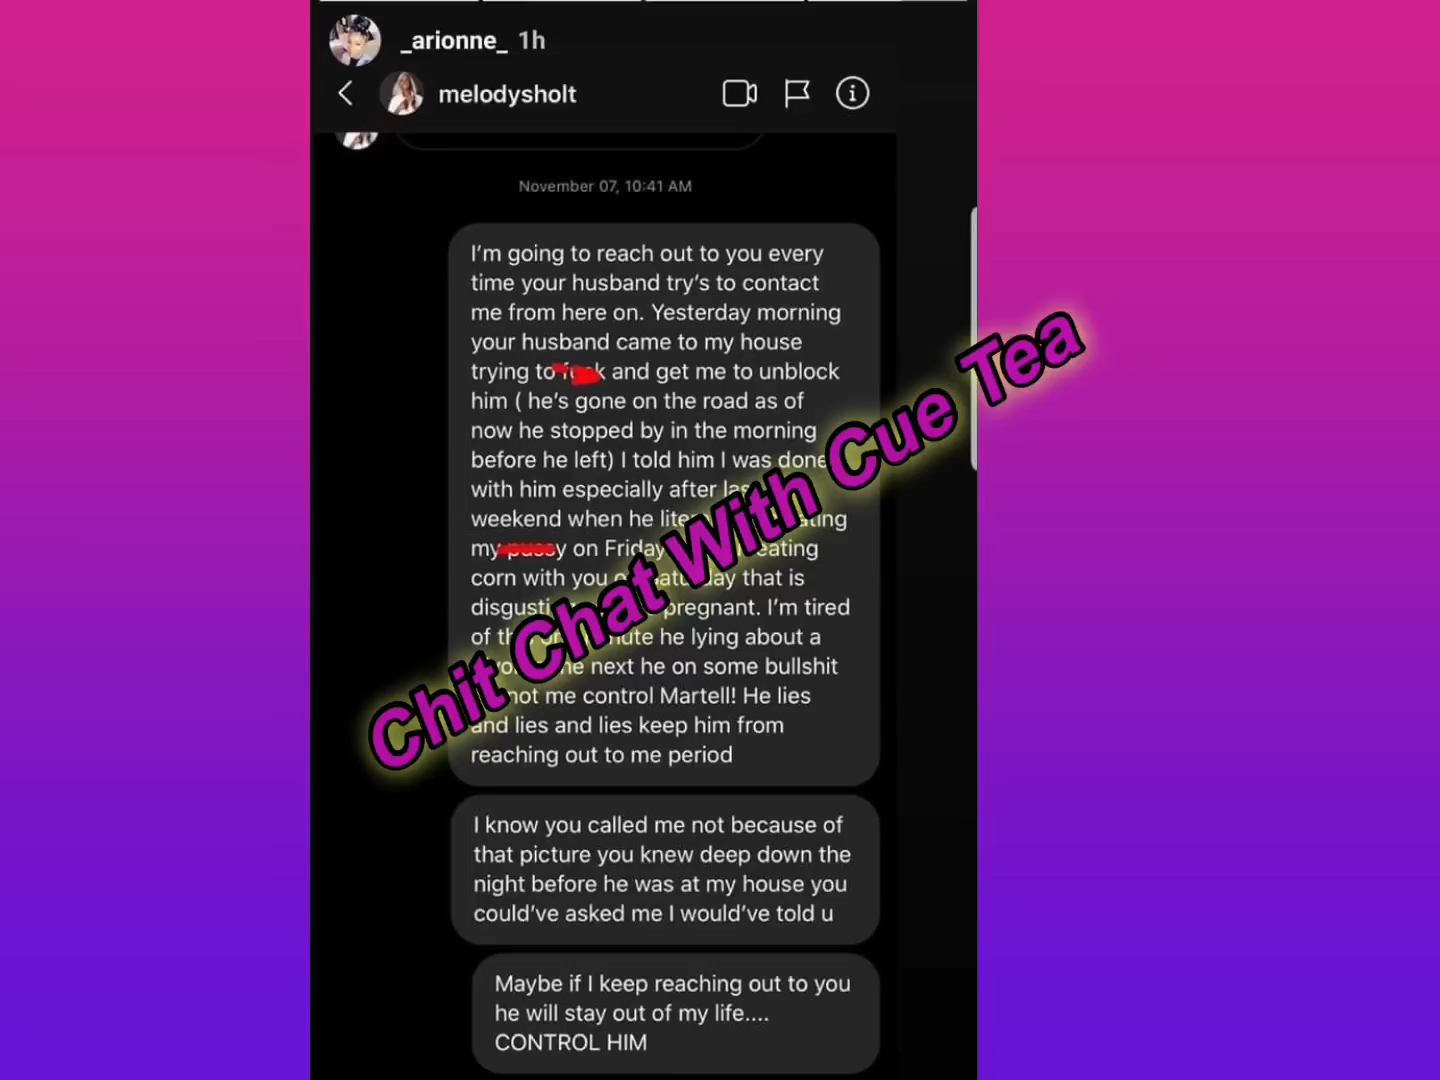 _arionne_ 1h
melodysholt
November 07, 10:41 AM
I'm going to reach out to you every
time your husband try's to contact
me from here on. Yesterday morning
your husband came to my house
trying to and get me to unblock
him ( he's gone on the road as of
now he stopped by in the morning
before he left) I told him I was done
with him especially after
weekend when he
my on Friday eating
corn with you that is
pregnant. I'm tired
of he lying about a
next he on some bullshit
not me control Martell! He lies
and lies and lies keep him from
reaching out to me period
I know you called me not because of
that picture you knew deep down the
night before he was at my house you
could've asked me I would've told u
Maybe if I keep reaching out to you
he will stay out of my life....
CONTROL HIM
Chit Chat With Cue Tea